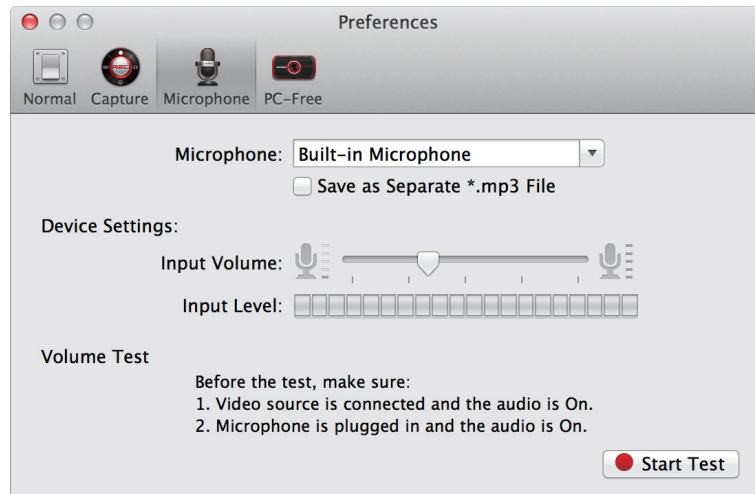 Preferences
REC
Normal Capture Microphone PC-Free
Microphone: Built-in Microphone
Save as Separate *.mp3 File
Device Settings:
Input Volume:
Input Level:
Volume Test
Before the test, make sure:
1. Video source is connected and the audio is On.
2. Microphone is plugged in and the audio is On.
Start Test